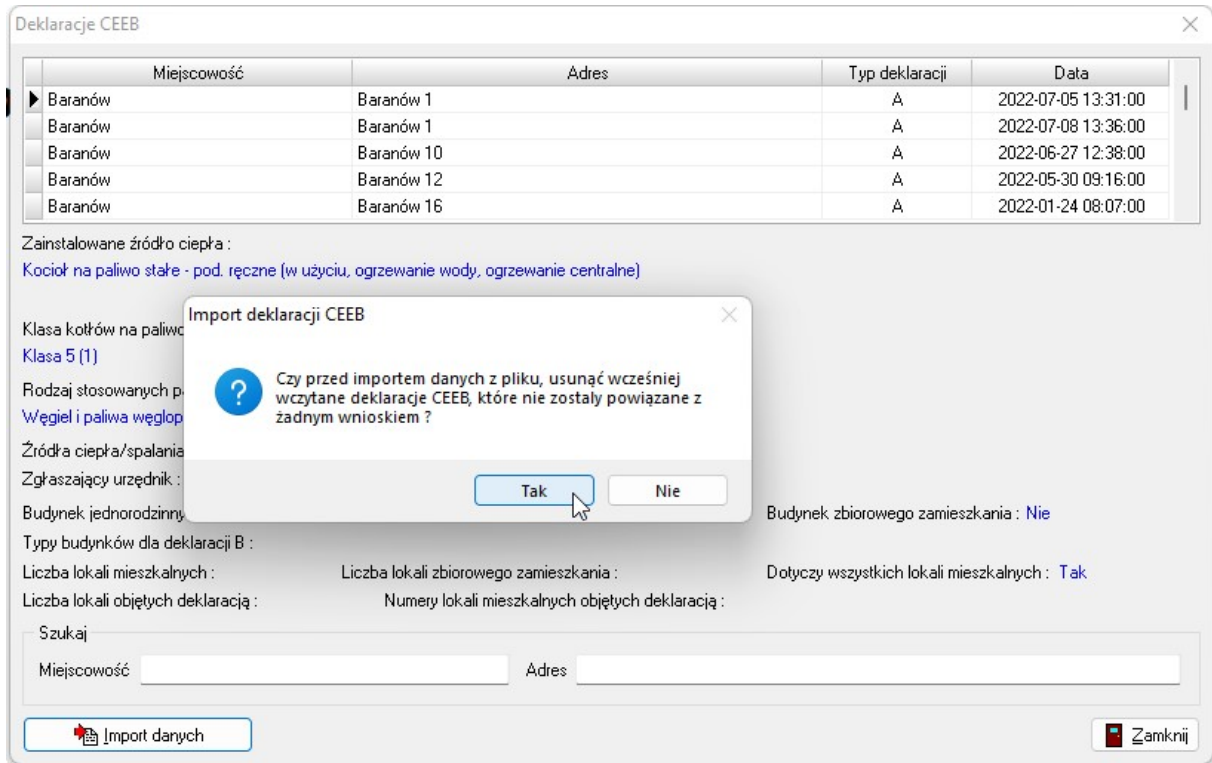 Deklaracje CEEB
Miejscowość Adres Typ deklaracji Data
Baranów Baranów 1 A 2022-07-05 13:31:00
Baranów Baranów 1 A 2022-07-08 13:36:00
Baranów Baranów 10 A 2022-06-27 12:38:00
Baranów Baranów 12 A 2022-05-30 09:16:00
Baranów Baranów 16 A 2022-01-24 08:07:00
Zainstalowane źródło ciepła :
Kocioł na paliwo stałe - pod. ręczne (w użyciu, ogrzewanie wody, ogrzewanie centralne)
Import deklaracji CEEB
Klasa kotłów na paliwo
Klasa 5 (1)
Czy przed importem danych z pliku, usunąć wcześniej
wczytane deklaracje CEEB, które nie zostaly powiązane z
żadnym wnioskiem ?
Rodzaj stosowanych p
Węgiel i paliwa węglop
Źródła ciepła/spalania
Zgłaszający urzędnik :
Tak Nie
Budynek jednorodzinny Budynek zbiorowego zamieszkania : Nie
Typy budynków dla deklaracji B :
Liczba lokali mieszkalnych : Liczba lokali zbiorowego zamieszkania : Dotyczy wszystkich lokali mieszkalnych : Tak
Liczba lokali objętych deklaracją : Numery lokali mieszkalnych objętych deklaracją :
Szukaj
Miejscowość Adres
Import danych Zamknij